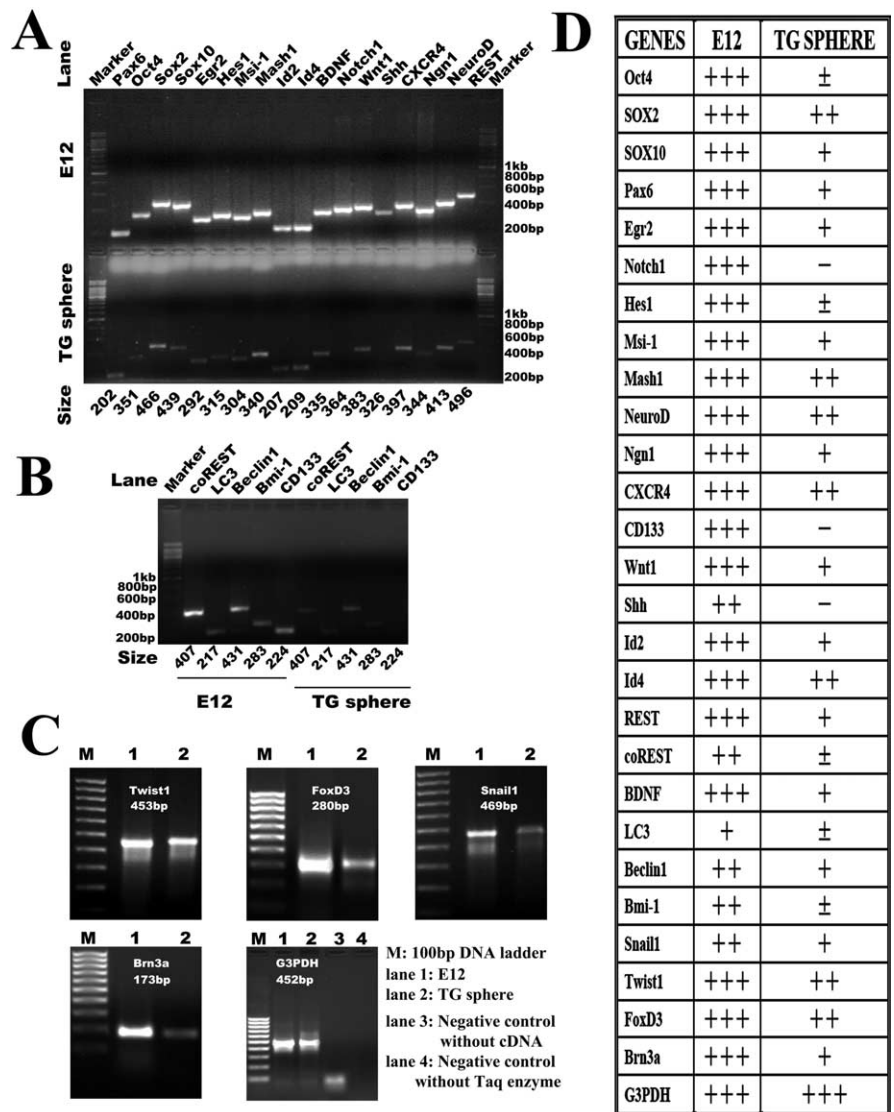 A
Lane
Marker
Pax6
Oct4
Sox2
Sox10
Egr2
Hes1
Msi-1
Mash1
Id2
Id4
BDNF
Notch1
Wnt1
Shh
CXCR4
Ngn1
NeuroD
REST
Marker
E12
1kb
800bp
600bp
400bp
200bp
TG sphere
1kb
800bp
600bp
400bp
200bp
Size
202
351
466
439
292
315
304
340
207
209
335
364
383
326
397
344
413
496
B
Lane
Marker
coREST
LC3
Beclin1
Bmi-1
CD133
coREST
LC3
Beclin1
Bmi-1
CD133
1kb
800bp
600bp
400bp
200bp
Size
407
217
431
283
224
407
217
431
283
224
E12 TG sphere
C
M 1 2
Twist1
453bp
M 1 2
FoxD3
280bp
M 1 2
Snail1
469bp
M 1 2
Brn3a
173bp
M 1 2 3 4
G3PDH
452bp
M: 100bp DNA ladder
lane 1: E12
lane 2: TG sphere
lane 3: Negative control
without cDNA
lane 4: Negative control
without Taq enzyme
D
GENES E12 TG SPHERE
Oct4 +++ ±
SOX2 +++ ++
SOX10 +++ +
Pax6 +++ +
Egr2 +++ +
Notch1 +++ −
Hes1 +++ ±
Msi-1 +++ +
Mash1 +++ ++
NeuroD +++ ++
Ngn1 +++ +
CXCR4 +++ ++
CD133 +++ −
Wnt1 +++ +
Shh ++ −
Id2 +++ +
Id4 +++ ++
REST +++ +
coREST ++ ±
BDNF +++ +
LC3 + ±
Beclin1 ++ +
Bmi-1 ++ ±
Snail1 ++ +
Twist1 +++ ++
FoxD3 +++ ++
Brn3a +++ +
G3PDH +++ +++